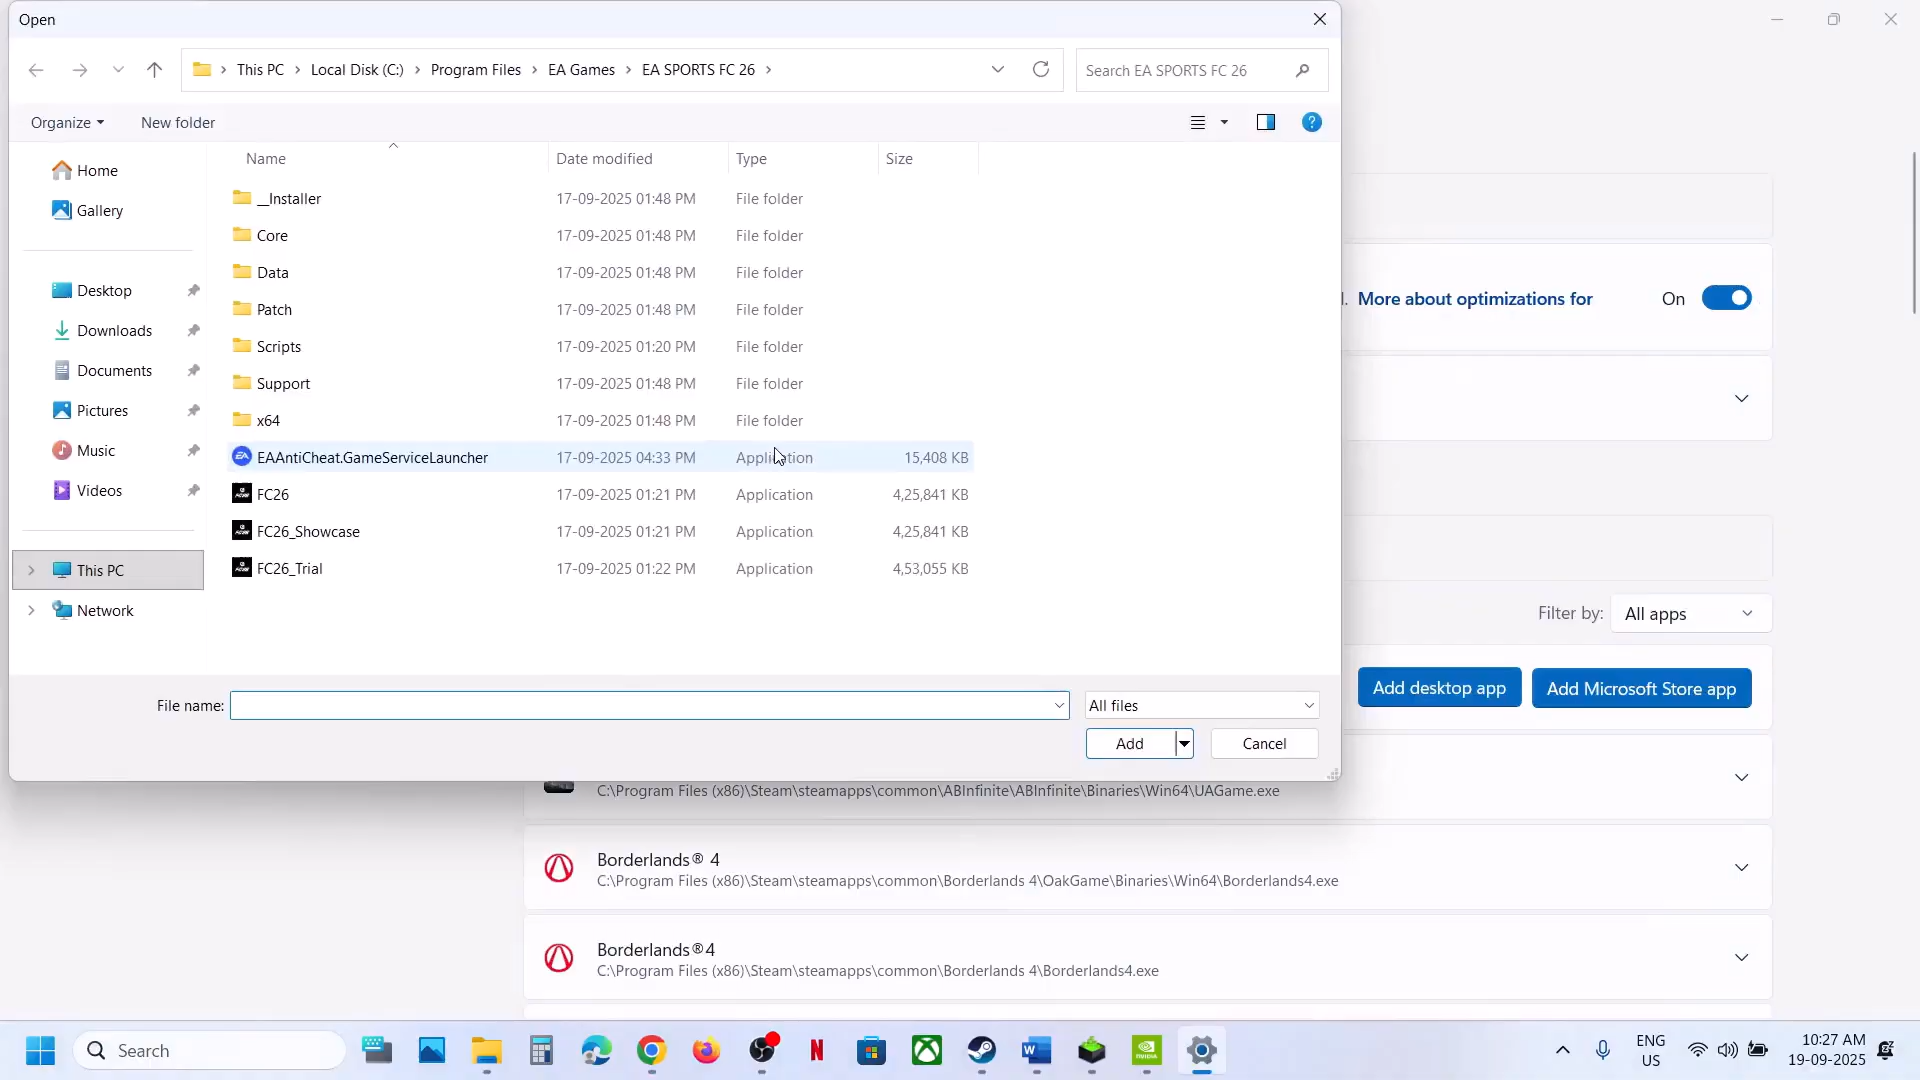 Open
This PC > Local Disk (C:) > Program Files > EA Games > EA SPORTS FC 26 >
Search EA SPORTS FC 26
Organize
New folder
Name
Date modified
Type
Size
Home
Gallery
Desktop
Downloads
Documents
Pictures
Music
Videos
This PC
Network
__Installer 17-09-2025 01:48 PM File folder
Core 17-09-2025 01:48 PM File folder
Data 17-09-2025 01:48 PM File folder
Patch 17-09-2025 01:48 PM File folder
Scripts 17-09-2025 01:20 PM File folder
Support 17-09-2025 01:48 PM File folder
x64 17-09-2025 01:48 PM File folder
EAAntiCheat.GameServiceLauncher 17-09-2025 04:33 PM Application 15,408 KB
FC26 17-09-2025 01:21 PM Application 4,25,841 KB
FC26_Showcase 17-09-2025 01:21 PM Application 4,25,841 KB
FC26_Trial 17-09-2025 01:22 PM Application 4,53,055 KB
File name:
All files
Add
Cancel
l. More about optimizations for
On
Filter by:
All apps
Add desktop app
Add Microsoft Store app
C:\Program Files (x86)\Steam\steamapps\common\ABInfinite\ABInfinite\Binaries\Win64\UAGame.exe
Borderlands® 4
C:\Program Files (x86)\Steam\steamapps\common\Borderlands 4\OakGame\Binaries\Win64\Borderlands4.exe
Borderlands®4
C:\Program Files (x86)\Steam\steamapps\common\Borderlands 4\Borderlands4.exe
Search
ENG
US
10:27 AM
19-09-2025